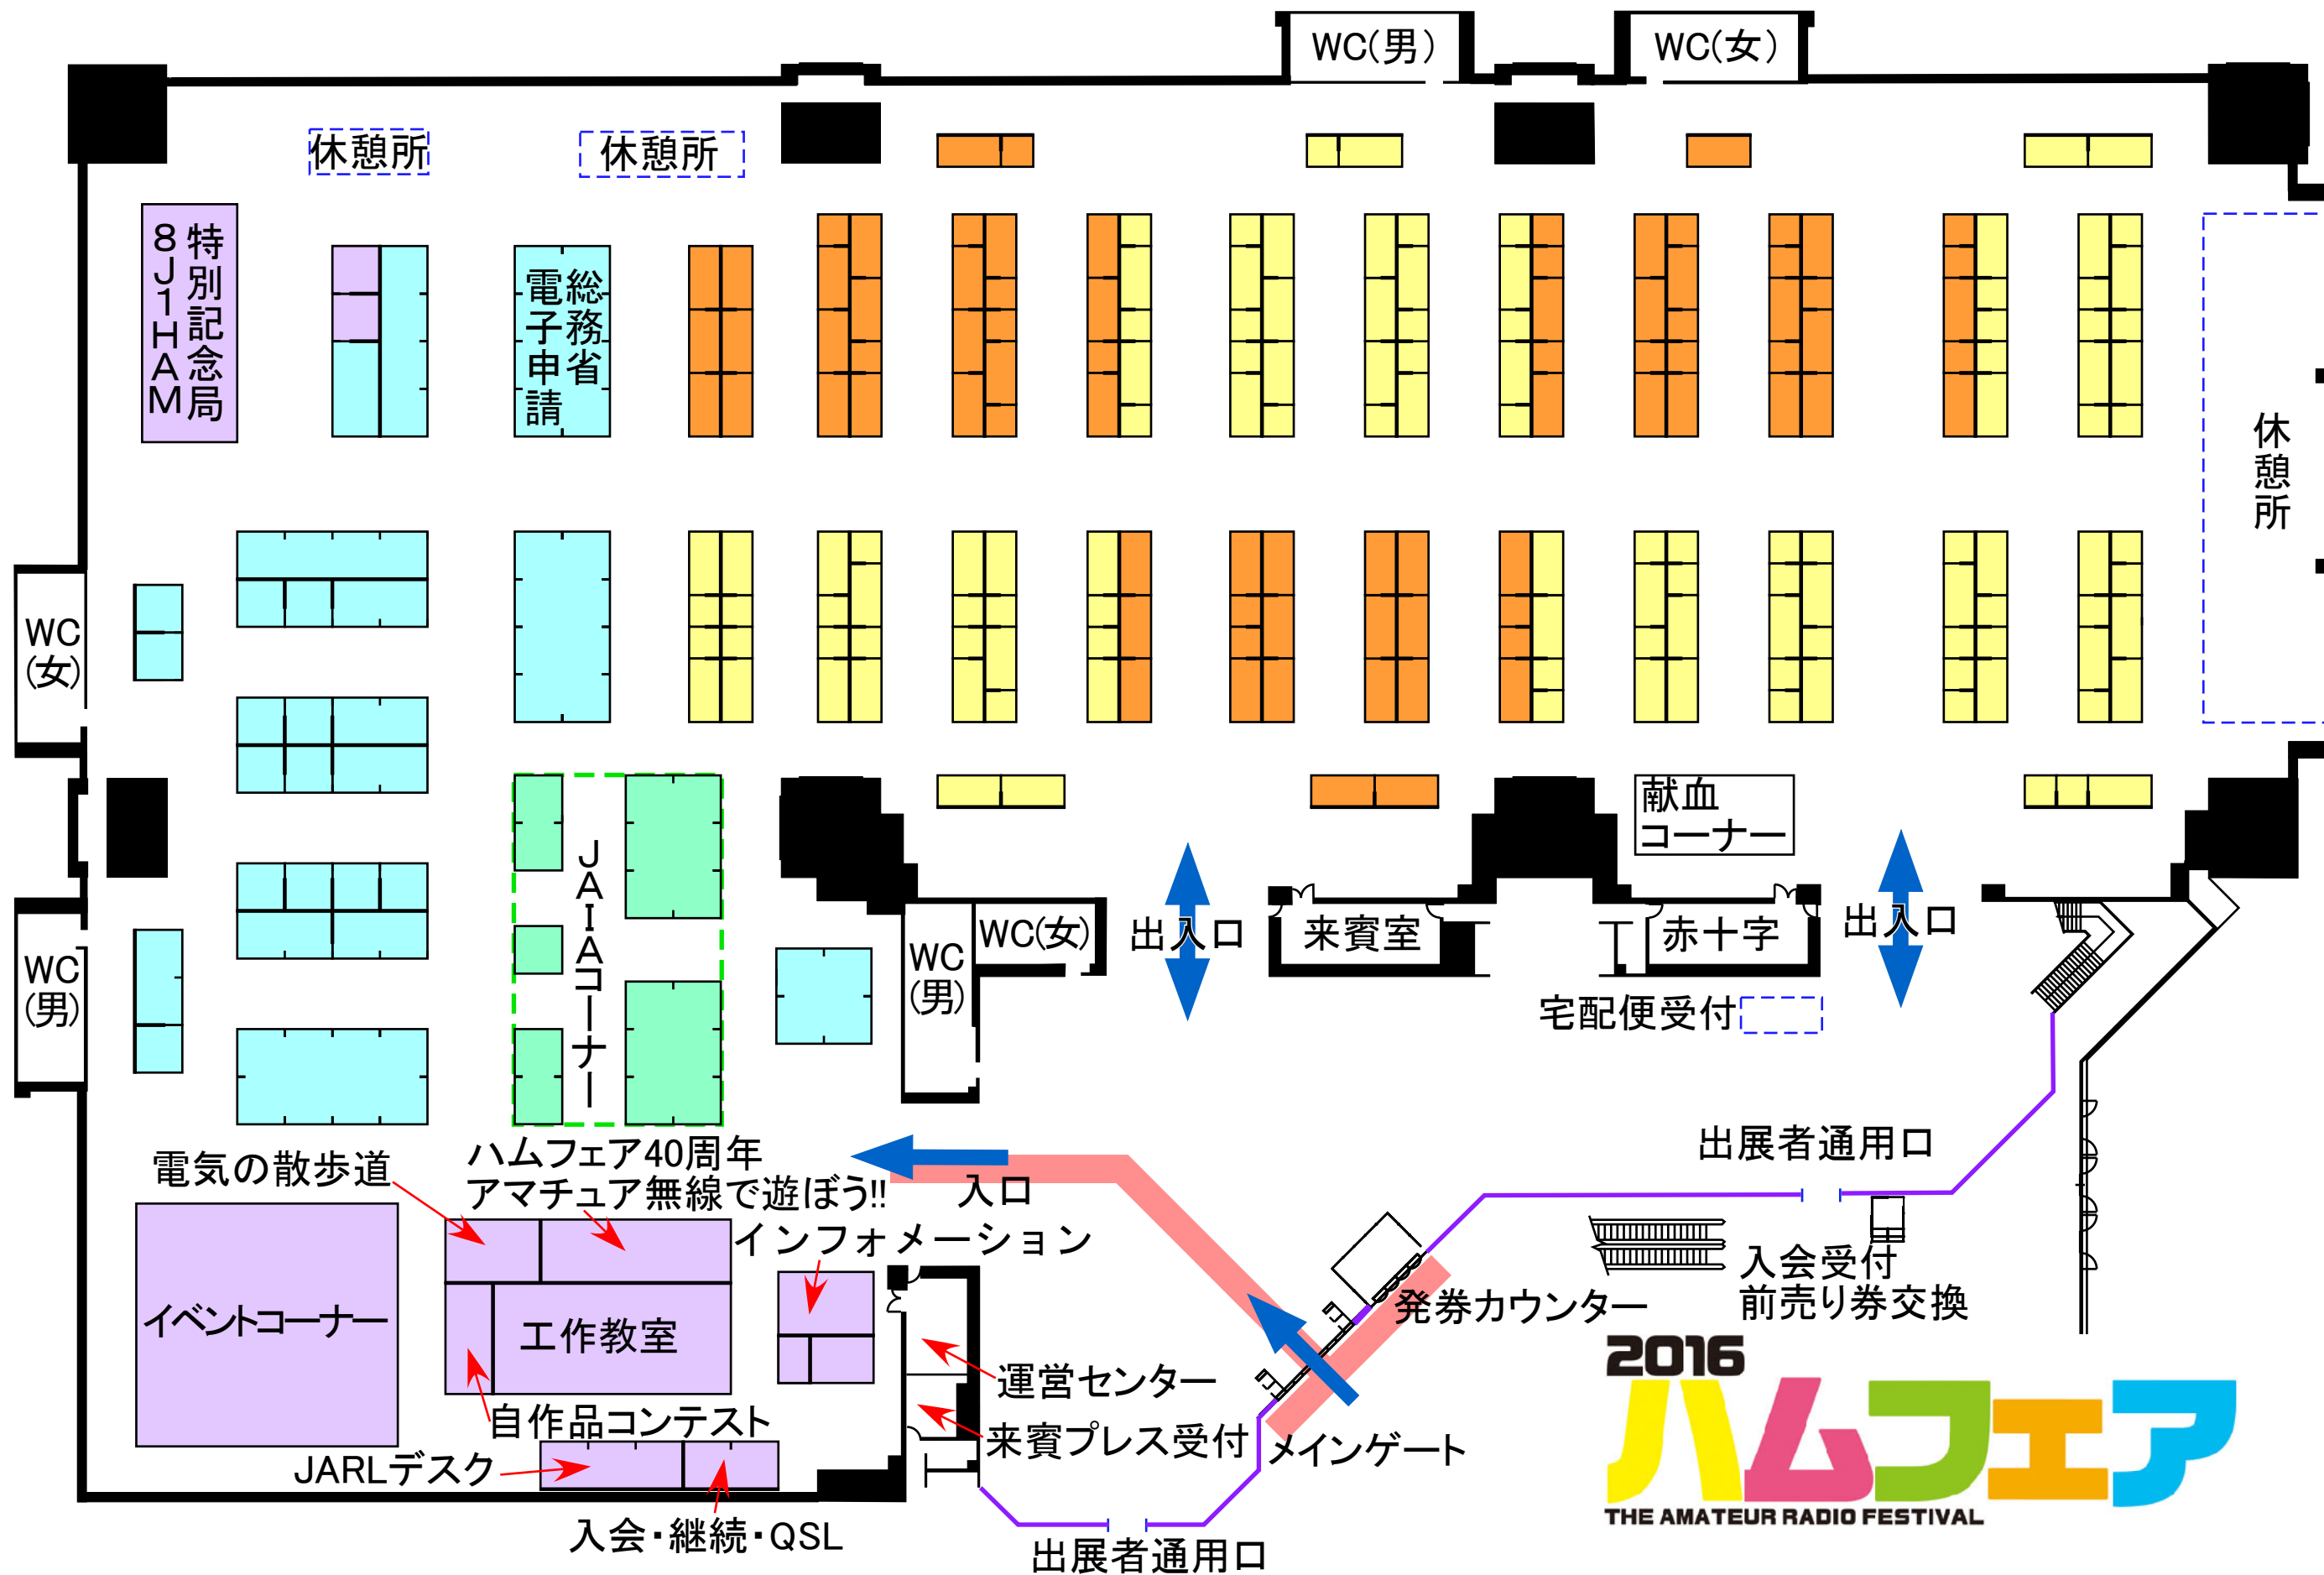 WC(男)
WC(女)
休憩所
休憩所
特別記念局
8J1HAM
総務省
電子申請
休憩所
WC
(女)
献血
コーナー
JAIAコーナー
WC
(男)
WC(女)
WC
(男)
出入口
来賓室
赤十字
出入口
宅配便受付
電気の散歩道
ハムフェア40周年
アマチュア無線で遊ぼう!!
入口
インフォメーション
出展者通用口
入会受付
前売り券交換
発券カウンター
イベントコーナー
工作教室
運営センター
自作品コンテスト
来賓プレス受付
メインゲート
JARLデスク
入会・継続・QSL
出展者通用口
2016
ハムフェア
THE AMATEUR RADIO FESTIVAL